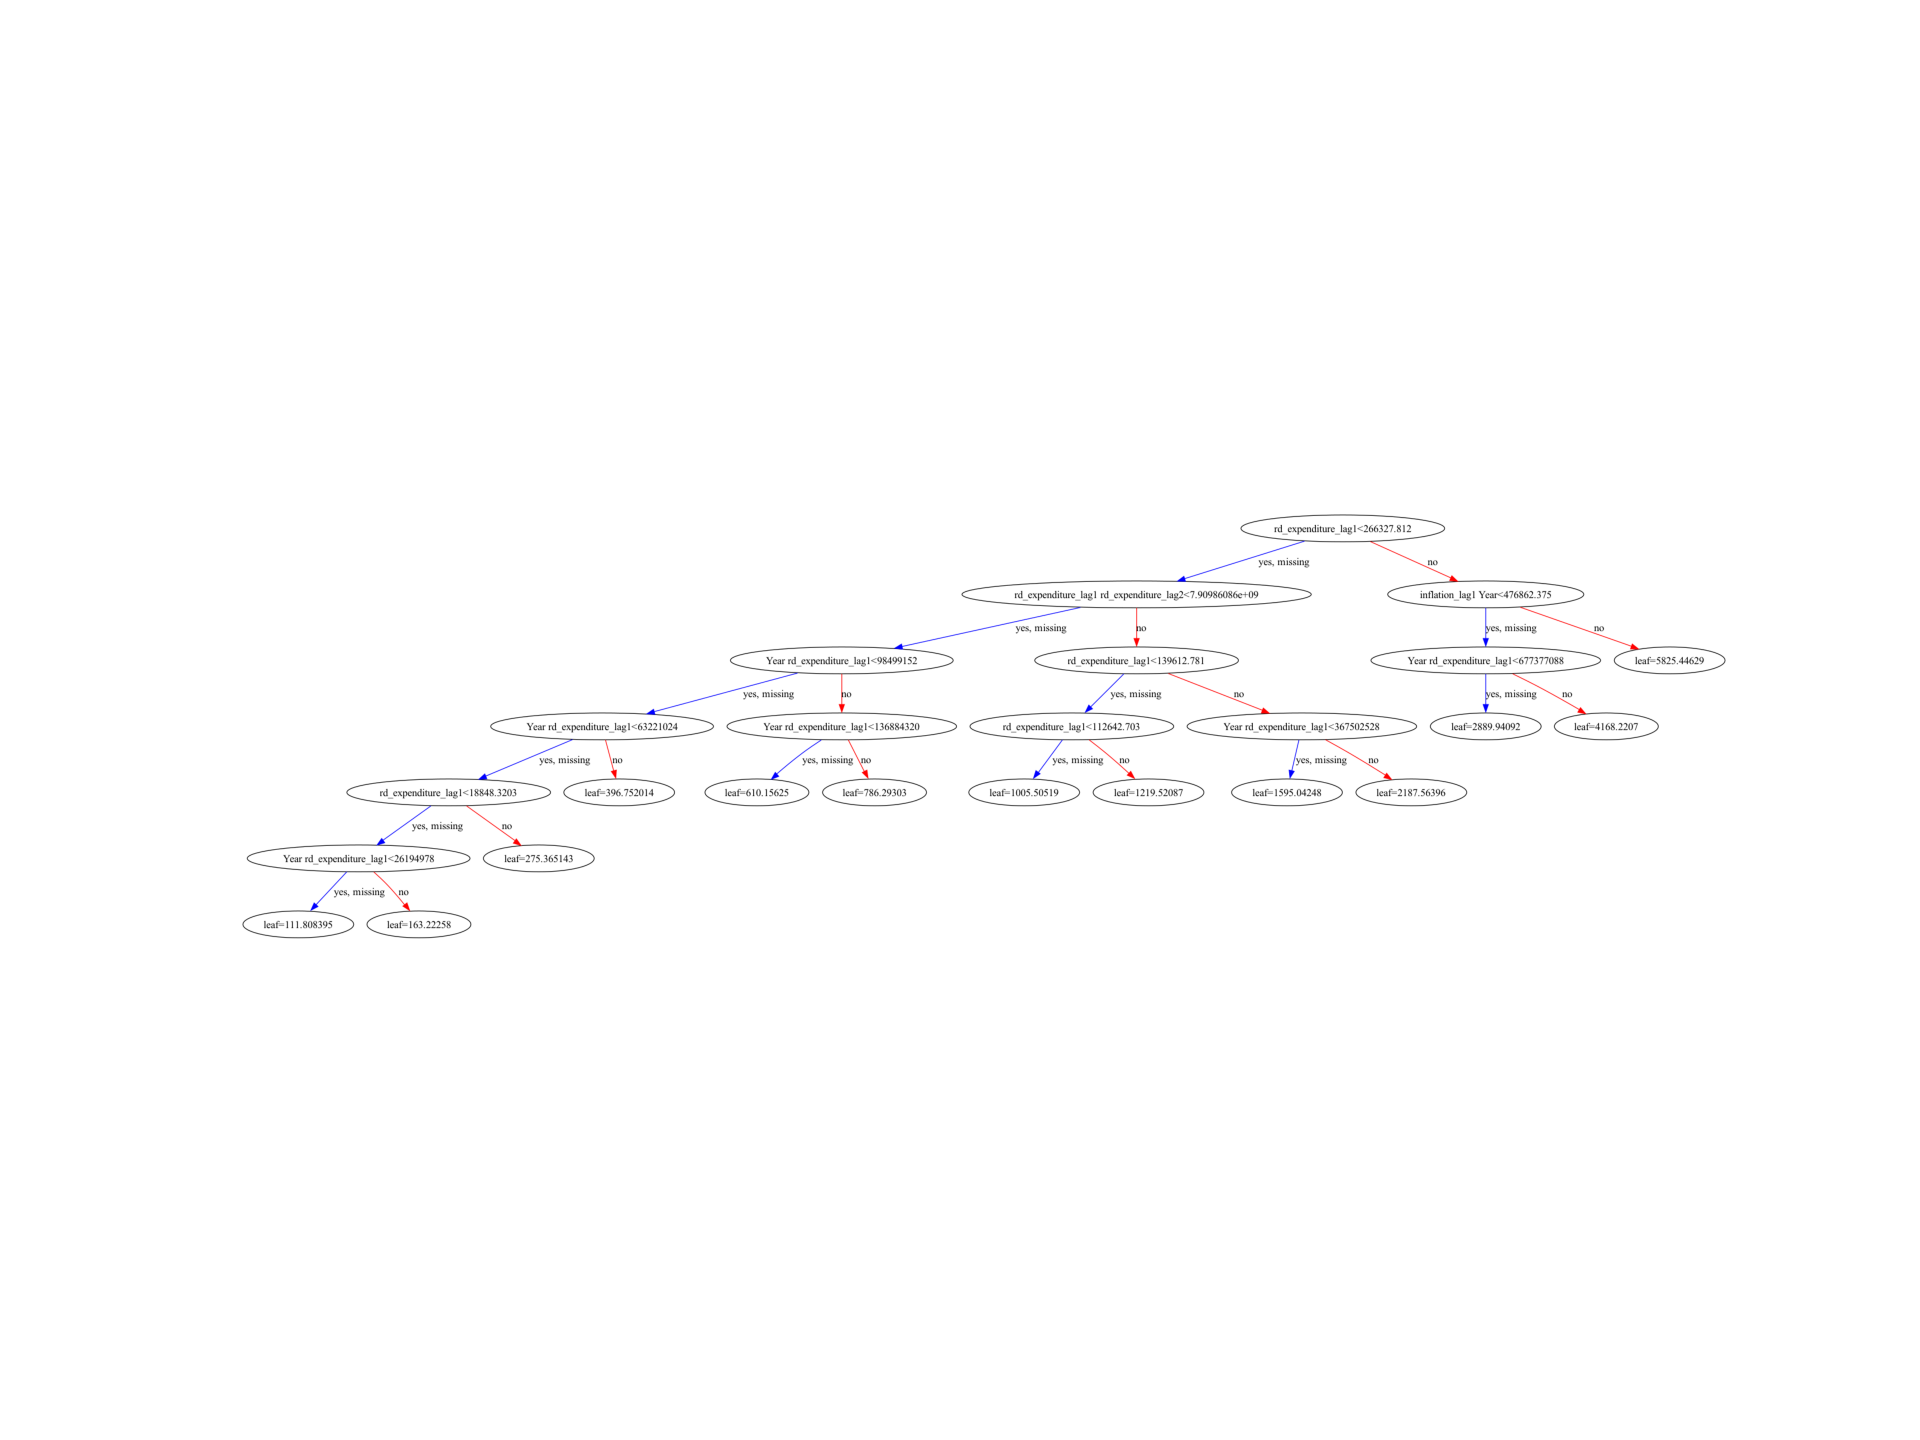 rd_expenditure_lag1<266327.812
yes, missing
no
rd_expenditure_lag1 rd_expenditure_lag2<7.90986086e+09
inflation_lag1 Year<476862.375
yes, missing
no
yes, missing
no
Year rd_expenditure_lag1<98499152
rd_expenditure_lag1<139612.781
Year rd_expenditure_lag1<677377088
leaf=5825.44629
yes, missing
no
yes, missing
no
yes, missing
no
Year rd_expenditure_lag1<63221024
Year rd_expenditure_lag1<136884320
rd_expenditure_lag1<112642.703
Year rd_expenditure_lag1<367502528
leaf=2889.94092
leaf=4168.2207
yes, missing
no
yes, missing
no
yes, missing
no
yes, missing
no
rd_expenditure_lag1<18848.3203
leaf=396.752014
leaf=610.15625
leaf=786.29303
leaf=1005.50519
leaf=1219.52087
leaf=1595.04248
leaf=2187.56396
yes, missing
no
Year rd_expenditure_lag1<26194978
leaf=275.365143
yes, missing
no
leaf=111.808395
leaf=163.22258